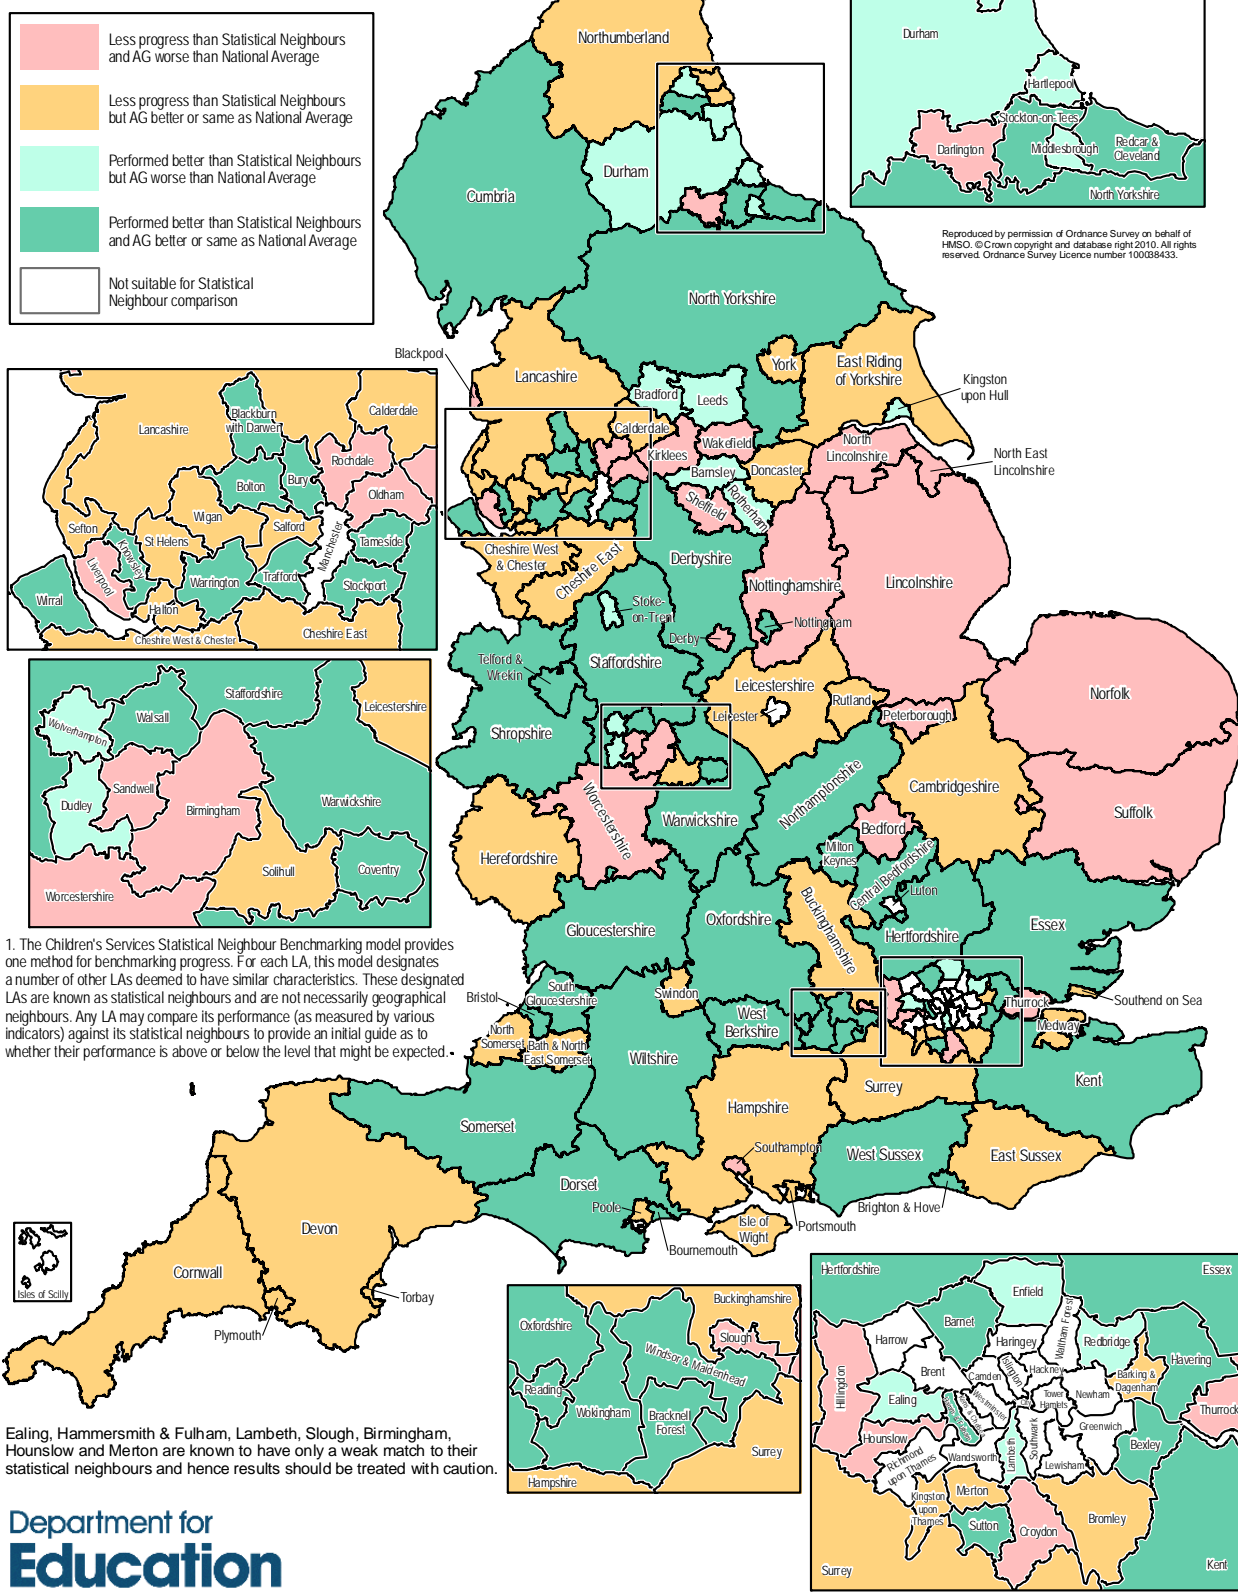 Less progress than Statistical Neighbours
and AG worse than National Average
Less progress than Statistical Neighbours
but AG better or same as National Average
Performed better than Statistical Neighbours
but AG worse than National Average
Performed better than Statistical Neighbours
and AG better or same as National Average
Not suitable for Statistical
Neighbour comparison
Northumberland
Durham
Cumbria
North Yorkshire
Durham
Hartlepool
Stockton-on-Tees
Darlington
Middlesbrough
Redcar &
Cleveland
North Yorkshire
Reproduced by permission of Ordnance Survey on behalf of
HMSO. © Crown copyright and database right 2010. All rights
reserved. Ordnance Survey Licence number 100038433.
Blackpool
Lancashire
York
East Riding
of Yorkshire
Kingston
upon Hull
Bradford
Leeds
Calderdale
Kirklees
Wakefield
North
Lincolnshire
North East
Lincolnshire
Barnsley
Doncaster
Sheffield
Rotherham
Cheshire West
& Chester
Cheshire East
Derbyshire
Nottinghamshire
Lincolnshire
Stoke-
on-Trent
Derby
Nottingham
Telford &
Wrekin
Staffordshire
Leicestershire
Rutland
Leicester
Peterborough
Norfolk
Shropshire
Cambridgeshire
Suffolk
Northamptonshire
Worcestershire
Warwickshire
Bedford
Milton
Keynes
Central Bedfordshire
Luton
Herefordshire
Buckinghamshire
Oxfordshire
Gloucestershire
Hertfordshire
Essex
South
Gloucestershire
Bristol
Swindon
Thurrock
Southend on Sea
Medway
North
Somerset
Bath & North
East Somerset
West
Berkshire
Wiltshire
Kent
Surrey
Hampshire
Somerset
Southampton
West Sussex
East Sussex
Dorset
Poole
Brighton & Hove
Portsmouth
Isle of
Wight
Bournemouth
Devon
Cornwall
Torbay
Plymouth
Isles of Scilly
Lancashire
Blackburn
with Darwen
Calderdale
Rochdale
Bolton
Bury
Oldham
Sefton
Wigan
Salford
Manchester
St Helens
Knowsley
Liverpool
Tameside
Trafford
Warrington
Stockport
Wirral
Halton
Cheshire West & Chester
Cheshire East
Staffordshire
Leicestershire
Walsall
Wolverhampton
Sandwell
Dudley
Birmingham
Warwickshire
Solihull
Coventry
Worcestershire
1. The Children's Services Statistical Neighbour Benchmarking model provides
one method for benchmarking progress. For each LA, this model designates
a number of other LAs deemed to have similar characteristics. These designated
LAs are known as statistical neighbours and are not necessarily geographical
neighbours. Any LA may compare its performance (as measured by various
indicators) against its statistical neighbours to provide an initial guide as to
whether their performance is above or below the level that might be expected.
Buckinghamshire
Oxfordshire
Slough
Windsor & Maidenhead
Reading
Wokingham
Bracknell
Forest
Surrey
Hampshire
Hertfordshire
Essex
Enfield
Barnet
Waltham Forest
Harrow
Haringey
Redbridge
Havering
Hillingdon
Brent
Camden
Islington
Hackney
Barking &
Dagenham
Ealing
Westminster
Tower
Hamlets
Newham
Thurrock
Hounslow
Southwark
Greenwich
Bexley
Richmond
upon Thames
Wandsworth
Lambeth
Lewisham
Kingston
upon
Thames
Merton
Sutton
Croydon
Bromley
Surrey
Kent
Ealing, Hammersmith & Fulham, Lambeth, Slough, Birmingham,
Hounslow and Merton are known to have only a weak match to their
statistical neighbours and hence results should be treated with caution.
Department for
Education